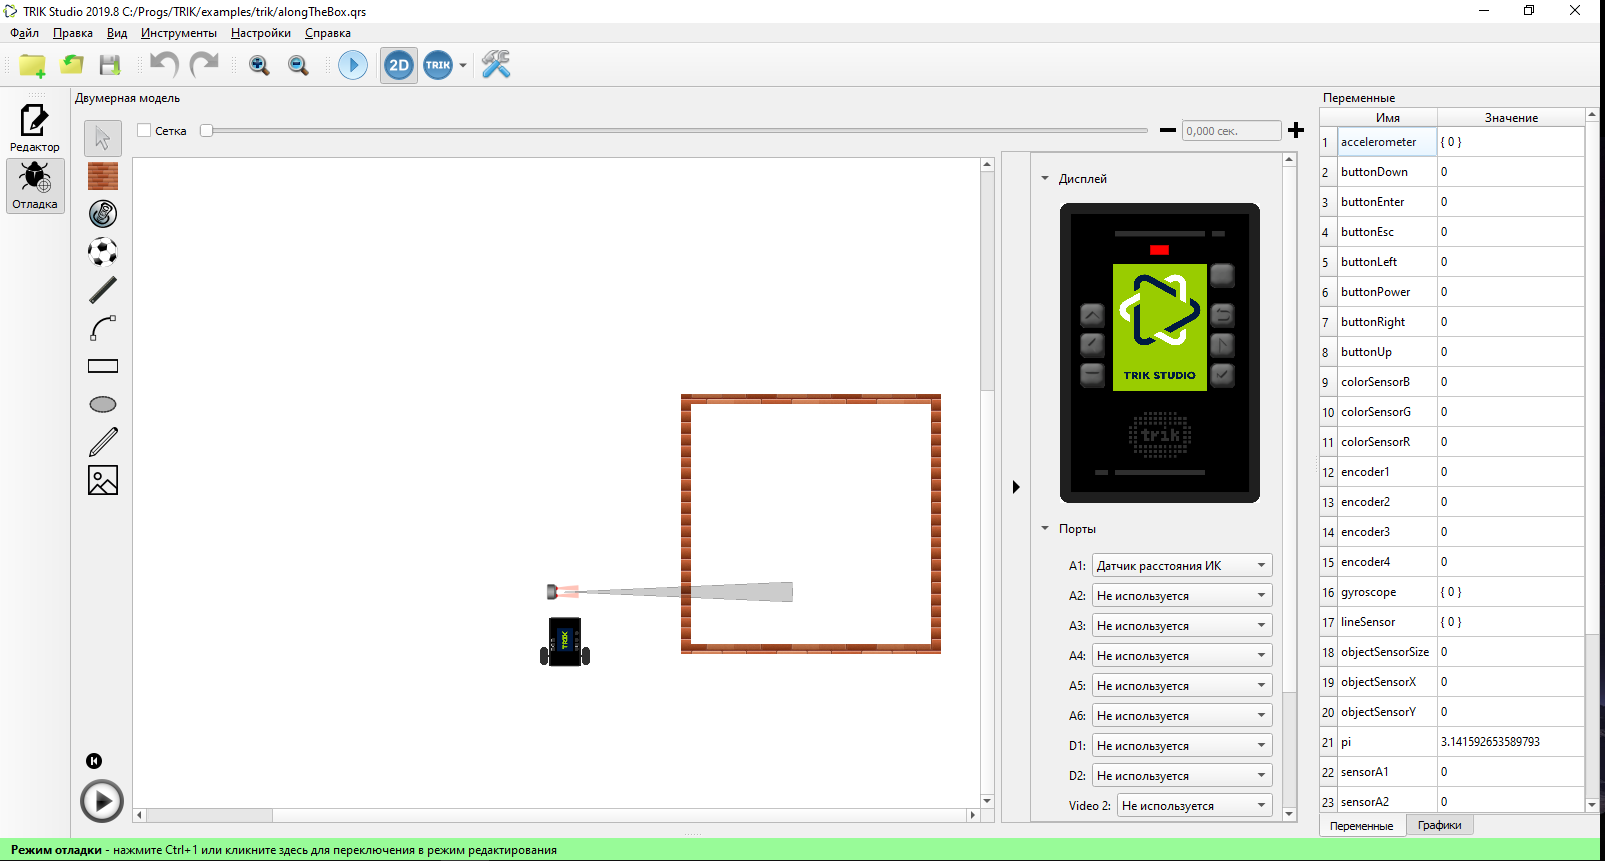 TRIK Studio 2019.8 C:/Progs/TRIK/examples/trik/alongTheBox.qrs
Файл Правка Вид Инструменты Настройки Справка
2D TRIK
Редактор
Отладка
Двумерная модель
Сетка
0,000 сек.
TRIK
Дисплей
TRIK STUDIO
trik
Порты
A1: Датчик расстояния ИК
A2: Не используется
A3: Не используется
A4: Не используется
A5: Не используется
A6: Не используется
D1: Не используется
D2: Не используется
Video 2: Не используется
Переменные
Имя Значение
1 accelerometer { 0 }
2 buttonDown 0
3 buttonEnter 0
4 buttonEsc 0
5 buttonLeft 0
6 buttonPower 0
7 buttonRight 0
8 buttonUp 0
9 colorSensorB 0
10 colorSensorG 0
11 colorSensorR 0
12 encoder1 0
13 encoder2 0
14 encoder3 0
15 encoder4 0
16 gyroscope { 0 }
17 lineSensor { 0 }
18 objectSensorSize 0
19 objectSensorX 0
20 objectSensorY 0
21 pi 3.141592653589793
22 sensorA1 0
23 sensorA2 0
Переменные Графики
Режим отладки - нажмите Ctrl+1 или кликните здесь для переключения в режим редактирования